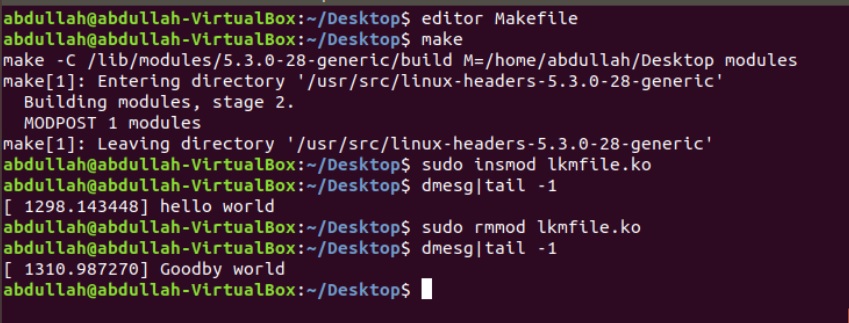 abdullah@abdullah-VirtualBox:~/Desktop$ editor Makefile
abdullah@abdullah-VirtualBox:~/Desktop$ make
make -C /lib/modules/5.3.0-28-generic/build M=/home/abdullah/Desktop modules
make[1]: Entering directory '/usr/src/linux-headers-5.3.0-28-generic'
  Building modules, stage 2.
  MODPOST 1 modules
make[1]: Leaving directory '/usr/src/linux-headers-5.3.0-28-generic'
abdullah@abdullah-VirtualBox:~/Desktop$ sudo insmod lkmfile.ko
abdullah@abdullah-VirtualBox:~/Desktop$ dmesg|tail -1
[ 1298.143448] hello world
abdullah@abdullah-VirtualBox:~/Desktop$ sudo rmmod lkmfile.ko
abdullah@abdullah-VirtualBox:~/Desktop$ dmesg|tail -1
[ 1310.987270] Goodby world
abdullah@abdullah-VirtualBox:~/Desktop$